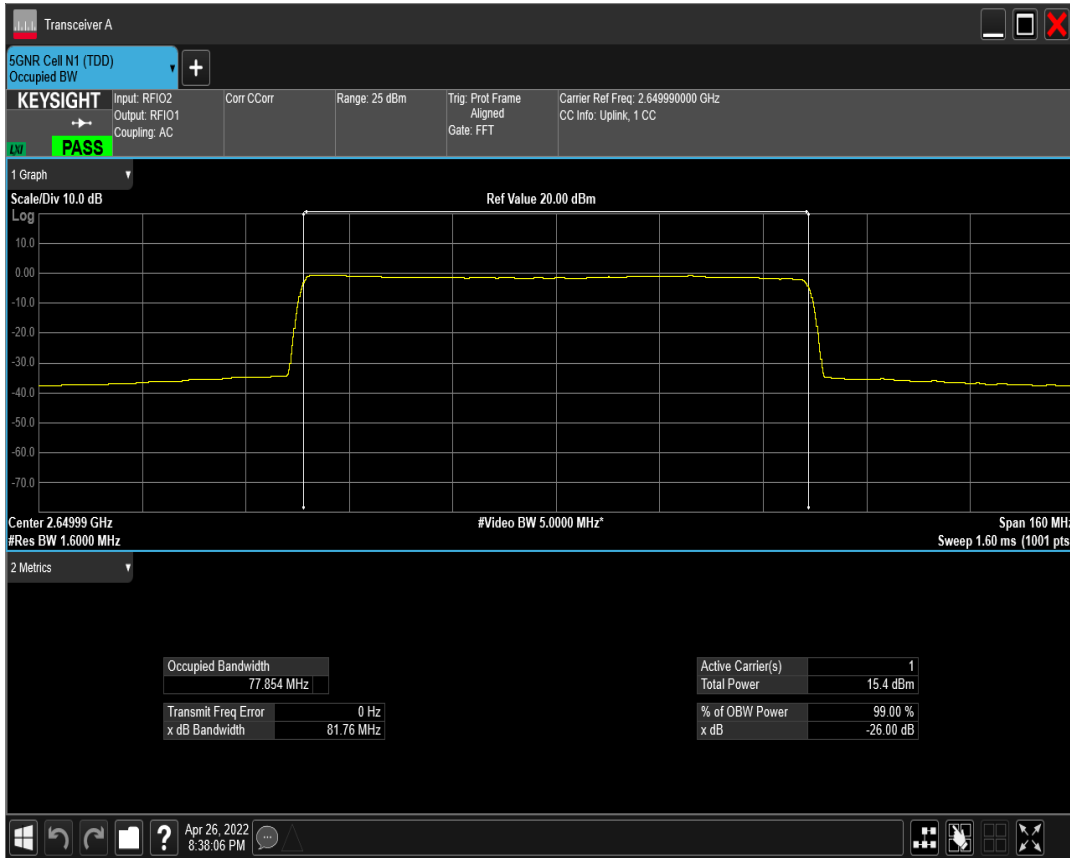 Transceiver A
5GNR Cell N1 (TDD)
Occupied BW
+
KEYSIGHT
Input: RFIO2
Output: RFIO1
Coupling: AC
Corr CCorr
Range: 25 dBm
Trig: Prot Frame
Aligned
Gate: FFT
Carrier Ref Freq: 2.649990000 GHz
CC Info: Uplink, 1 CC
LXI
PASS
1 Graph
Scale/Div 10.0 dB
Ref Value 20.00 dBm
Log
10.0
0.00
-10.0
-20.0
-30.0
-40.0
-50.0
-60.0
-70.0
Center 2.64999 GHz
#Video BW 5.0000 MHz*
Span 160 MHz
#Res BW 1.6000 MHz
Sweep 1.60 ms (1001 pts
2 Metrics
Occupied Bandwidth
77.854 MHz
Transmit Freq Error 0 Hz
x dB Bandwidth 81.76 MHz
Active Carrier(s) 1
Total Power 15.4 dBm
% of OBW Power 99.00 %
x dB -26.00 dB
?
Apr 26, 2022
8:38:06 PM